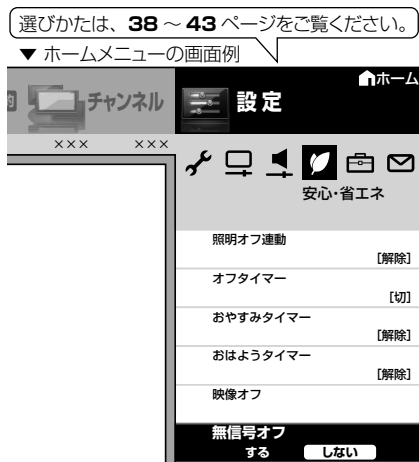 選びかたは、38～43ページをご覧ください。
▼ ホームメニューの画面例
ホーム
チャンネル
設定
××× ×××
安心・省エネ
照明オフ連動
[解除]
オフタイマー
[切]
おやすみタイマー
[解除]
おはようタイマー
[解除]
映像オフ
無信号オフ
する しない